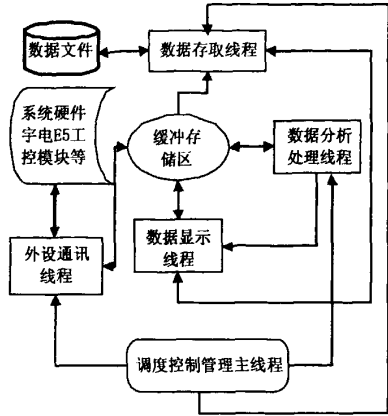 数据文件
数据存取线程
系统硬件
宇电E5工
控模块等
缓冲存
储区
数据分析
处理线程
外设通讯
线程
数据显示
线程
调度控制管理主线程